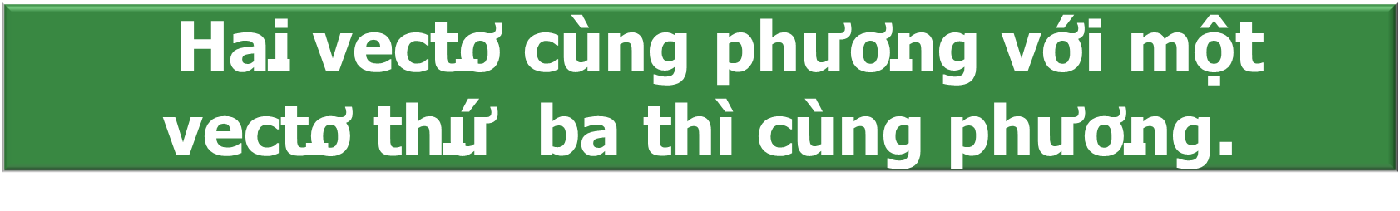 Hai vectơ cùng phương với một
vectơ thứ ba thì cùng phương.